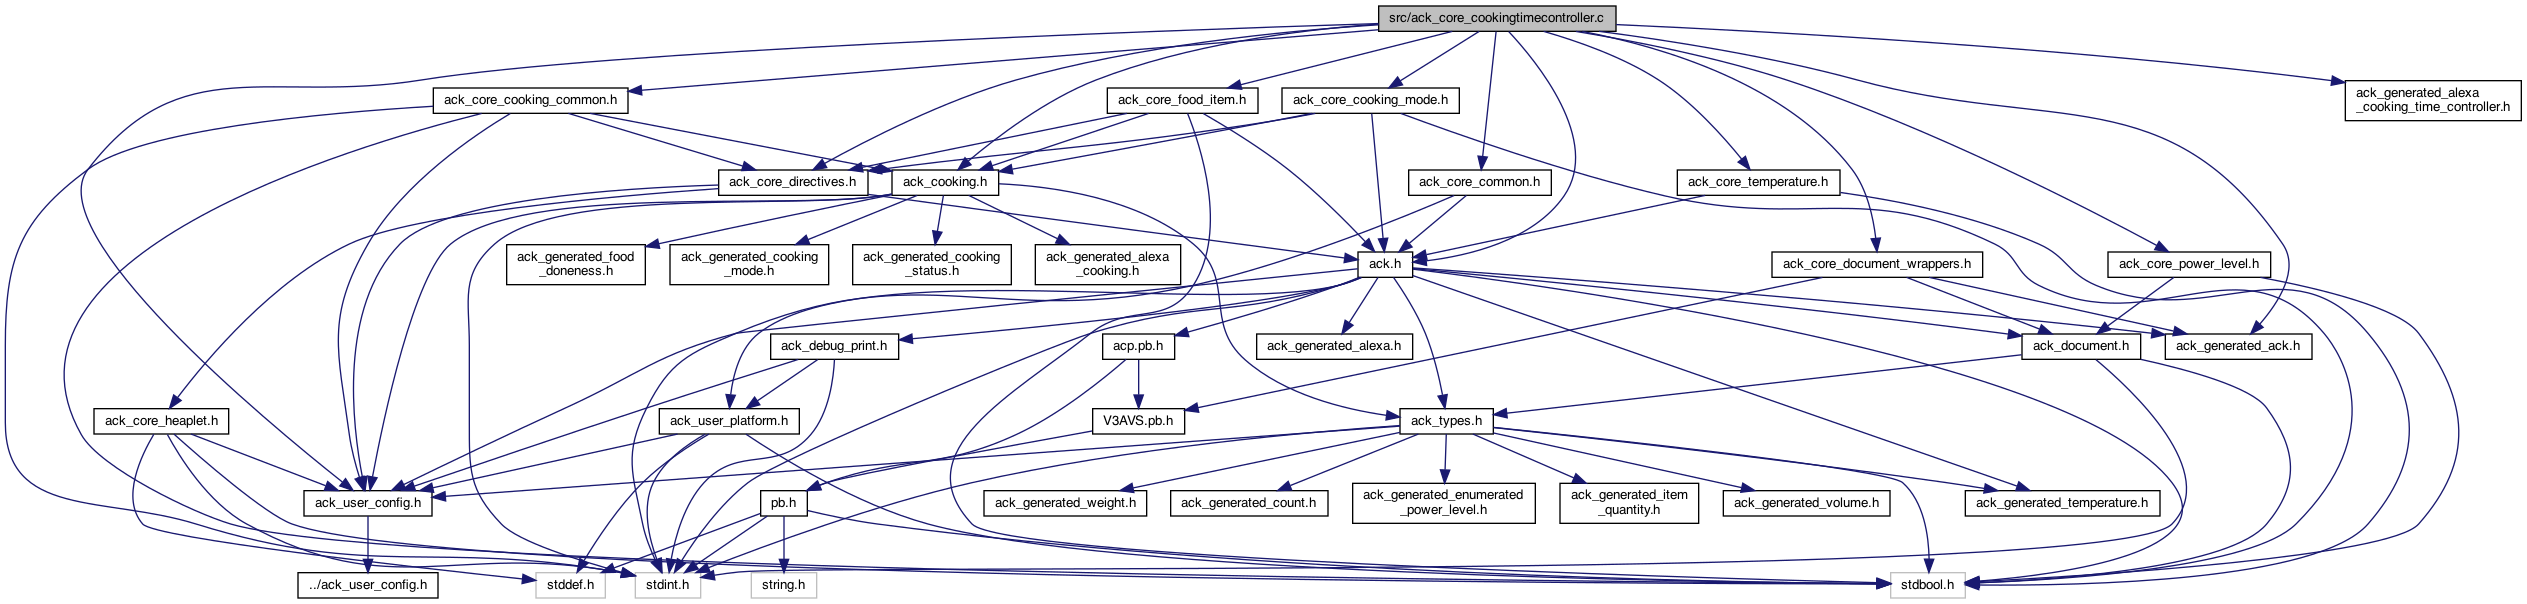 src/ack_core_cookingtimecontroller.c
ack_core_cooking_common.h
ack_core_food_item.h
ack_core_cooking_mode.h
ack_generated_alexa
_cooking_time_controller.h
ack_core_directives.h
ack_cooking.h
ack_core_common.h
ack_core_temperature.h
ack_generated_food
_doneness.h
ack_generated_cooking
_mode.h
ack_generated_cooking
_status.h
ack_generated_alexa
_cooking.h
ack.h
ack_core_document_wrappers.h
ack_core_power_level.h
ack_debug_print.h
acp.pb.h
ack_generated_alexa.h
ack_document.h
ack_generated_ack.h
ack_core_heaplet.h
ack_user_platform.h
V3AVS.pb.h
ack_types.h
ack_user_config.h
pb.h
ack_generated_weight.h
ack_generated_count.h
ack_generated_enumerated
_power_level.h
ack_generated_item
_quantity.h
ack_generated_volume.h
ack_generated_temperature.h
../ack_user_config.h
stddef.h
stdint.h
string.h
stdbool.h